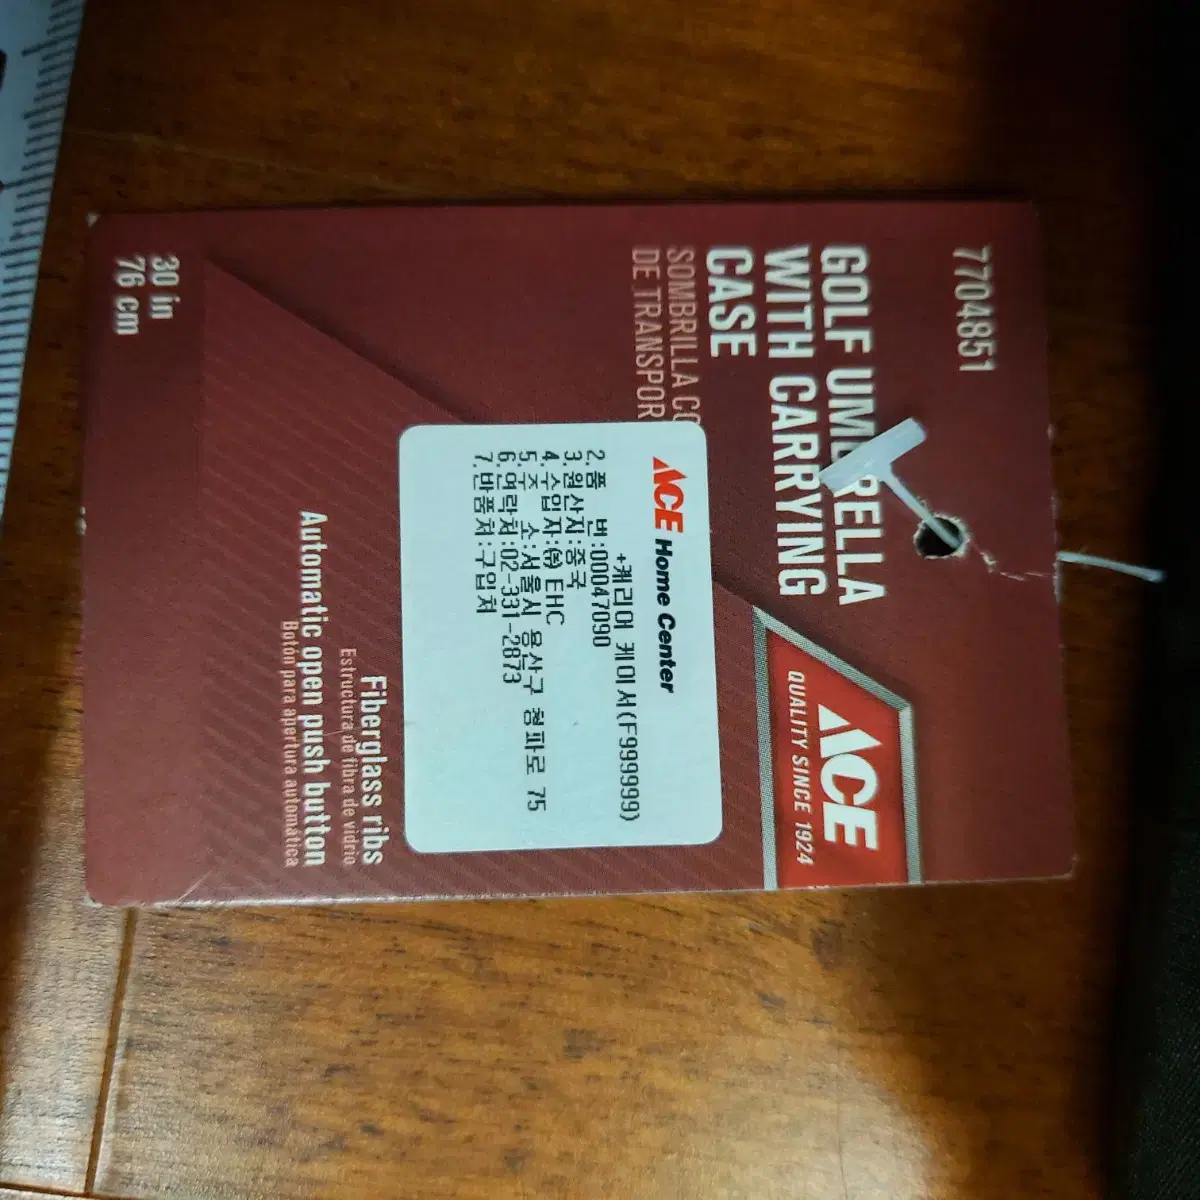 7704851
GOLF UMBRELLA
WITH CARRYING
CASE
SOMBRILLA
DE
ACE
QUALITY SINCE 1924
ACE Home Center
+캐리어 케이서(F999999)
2.품 번:00047090
3.원산지:중국
4.수입자:㈜ EHC
5.주 소:서울시 용산구 청파로 75
6.연락처:02-331-2873
7.반품처:구입처
Fiberglass ribs
Estructura de fibra de vidrio
Automatic open push button
Botón para apertura automática
30 in
76 cm